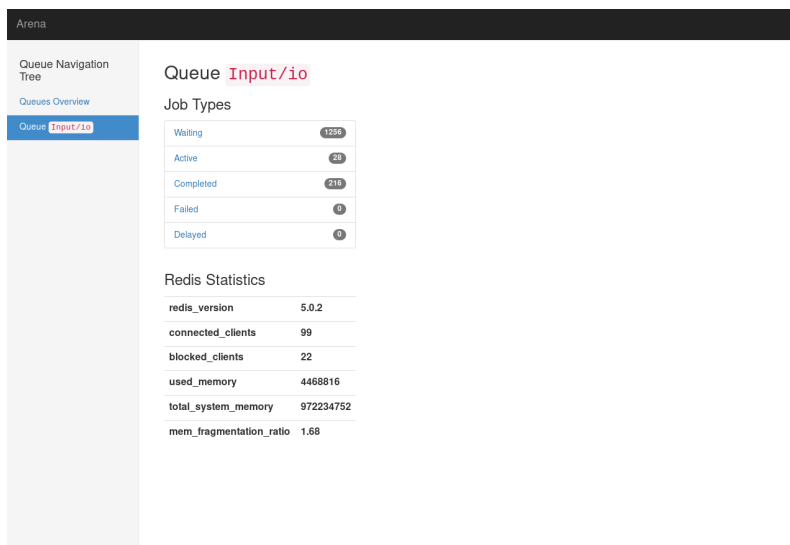 Arena
Queue Navigation
Tree
Queues Overview
Queue Input/io
Queue Input/io
Job Types
Waiting 1256
Active 28
Completed 216
Failed 0
Delayed 0
Redis Statistics
redis_version 5.0.2
connected_clients 99
blocked_clients 22
used_memory 4468816
total_system_memory 972234752
mem_fragmentation_ratio 1.68